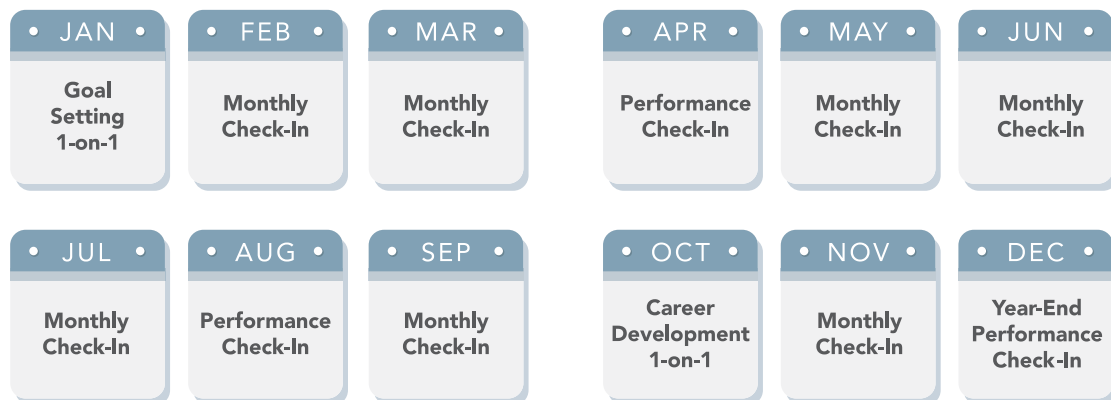 JAN
Goal
Setting
1-on-1
FEB
Monthly
Check-In
MAR
Monthly
Check-In
APR
Performance
Check-In
MAY
Monthly
Check-In
JUN
Monthly
Check-In
JUL
Monthly
Check-In
AUG
Performance
Check-In
SEP
Monthly
Check-In
OCT
Career
Development
1-on-1
NOV
Monthly
Check-In
DEC
Year-End
Performance
Check-In